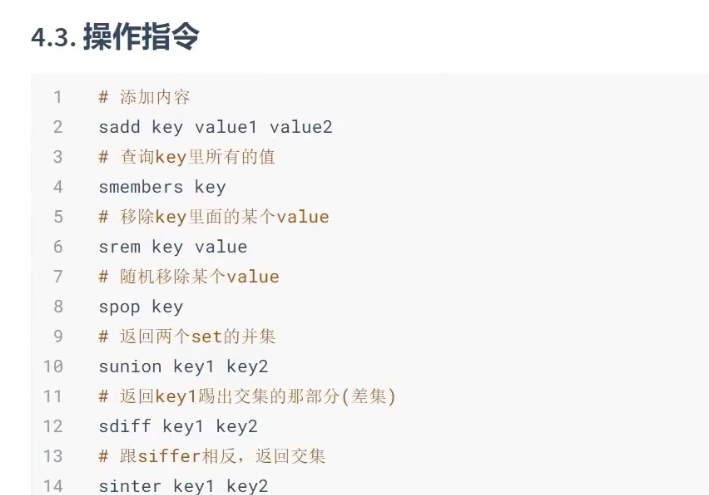 4.3. 操作指令
1 # 添加内容
2 sadd key value1 value2
3 # 查询key里所有的值
4 smembers key
5 # 移除key里面的某个value
6 srem key value
7 # 随机移除某个value
8 spop key
9 # 返回两个set的并集
10 sunion key1 key2
11 # 返回key1踢出交集的那部分(差集)
12 sdiff key1 key2
13 # 跟siffer相反，返回交集
14 sinter key1 key2